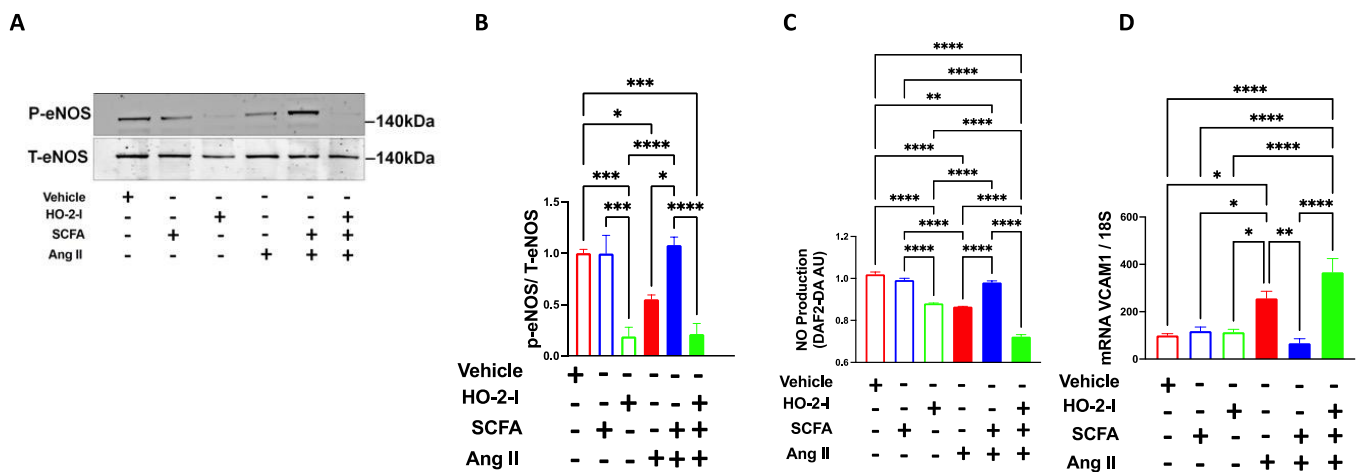 A
P-eNOS
–140kDa
T-eNOS
–140kDa
Vehicle + - - - - -
HO-2-I - - + - - +
SCFA - + - - + +
Ang II - - - + + +
B
***
*
****
*** *
*** ****
p-eNOS/ T-eNOS
1.5
1.0
0.5
0.0
Vehicle + - - - - -
HO-2-I - - + - - +
SCFA - + - - + +
Ang II - - - + + +
C
****
****
**
****
****
****
**** ****
****
**** **** ****
NO Production
(DAF2-DA AU)
1.2
1.0
0.8
0.6
Vehicle + - - - - -
HO-2-I - - + - - +
SCFA - + - - + +
Ang II - - - + + +
D
****
****
****
*
* ****
* **
mRNA VCAM1 / 18S
600
400
200
0
Vehicle + - - - - -
HO-2-I - - + - - +
SCFA - + - - + +
Ang II - - - + + +